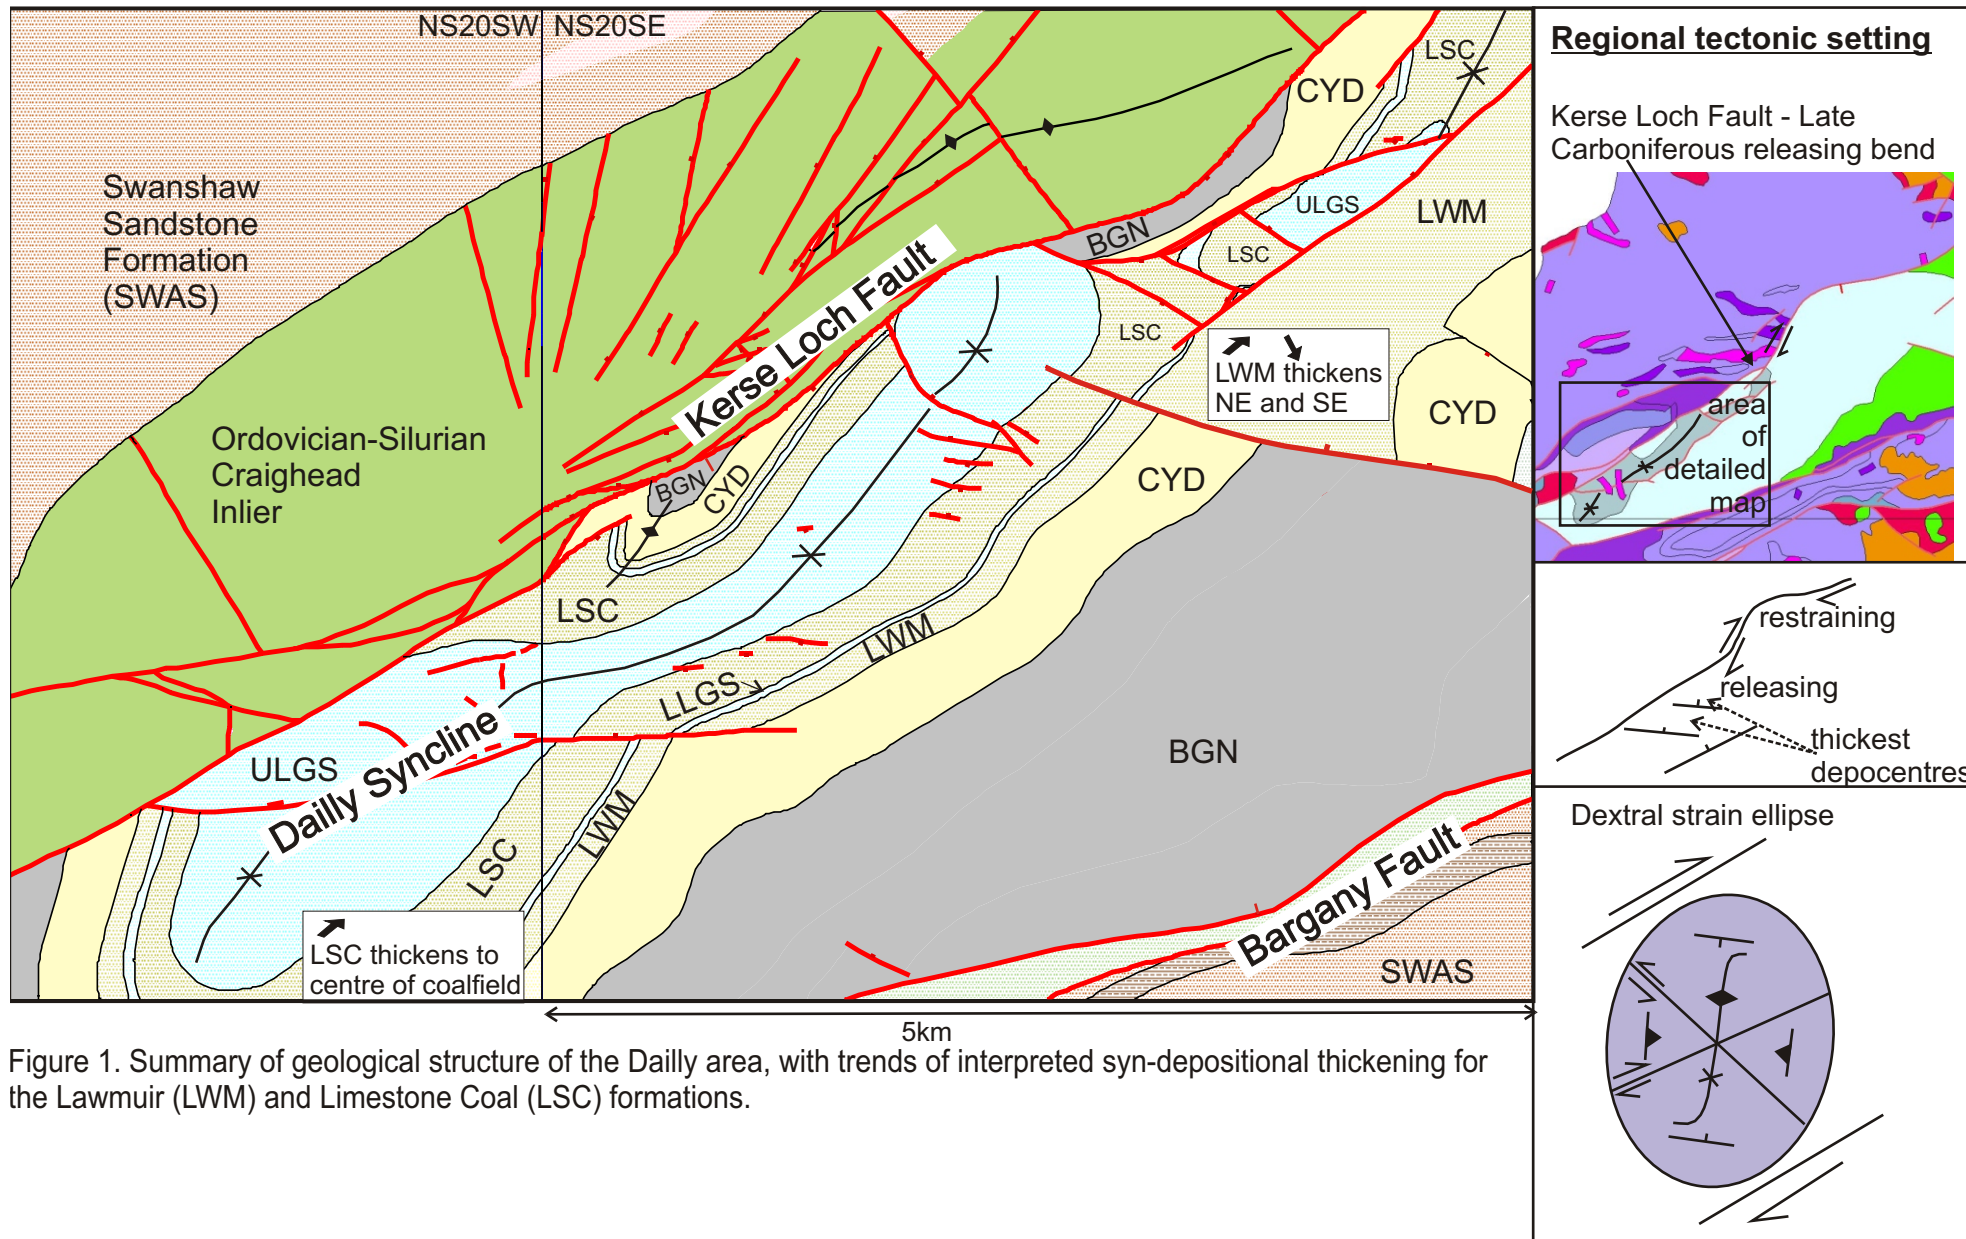 NS20SW
NS20SE
Swanshaw
Sandstone
Formation
(SWAS)
Ordovician-Silurian
Craighead
Inlier
Kerse Loch Fault
BGN
CYD
LSC
CYD
LSC
ULGS
LWM
BGN
LSC
LSC
LWM thickens
NE and SE
CYD
CYD
BGN
LWM
LLGS
ULGS
Dailly Syncline
LSC
LWM
LSC thickens to
centre of coalfield
Bargany Fault
SWAS
5km
Figure 1. Summary of geological structure of the Dailly area, with trends of interpreted syn-depositional thickening for
the Lawmuir (LWM) and Limestone Coal (LSC) formations.
Regional tectonic setting
Kerse Loch Fault - Late
Carboniferous releasing bend
area
of
detailed
map
restraining
releasing
thickest
depocentres
Dextral strain ellipse